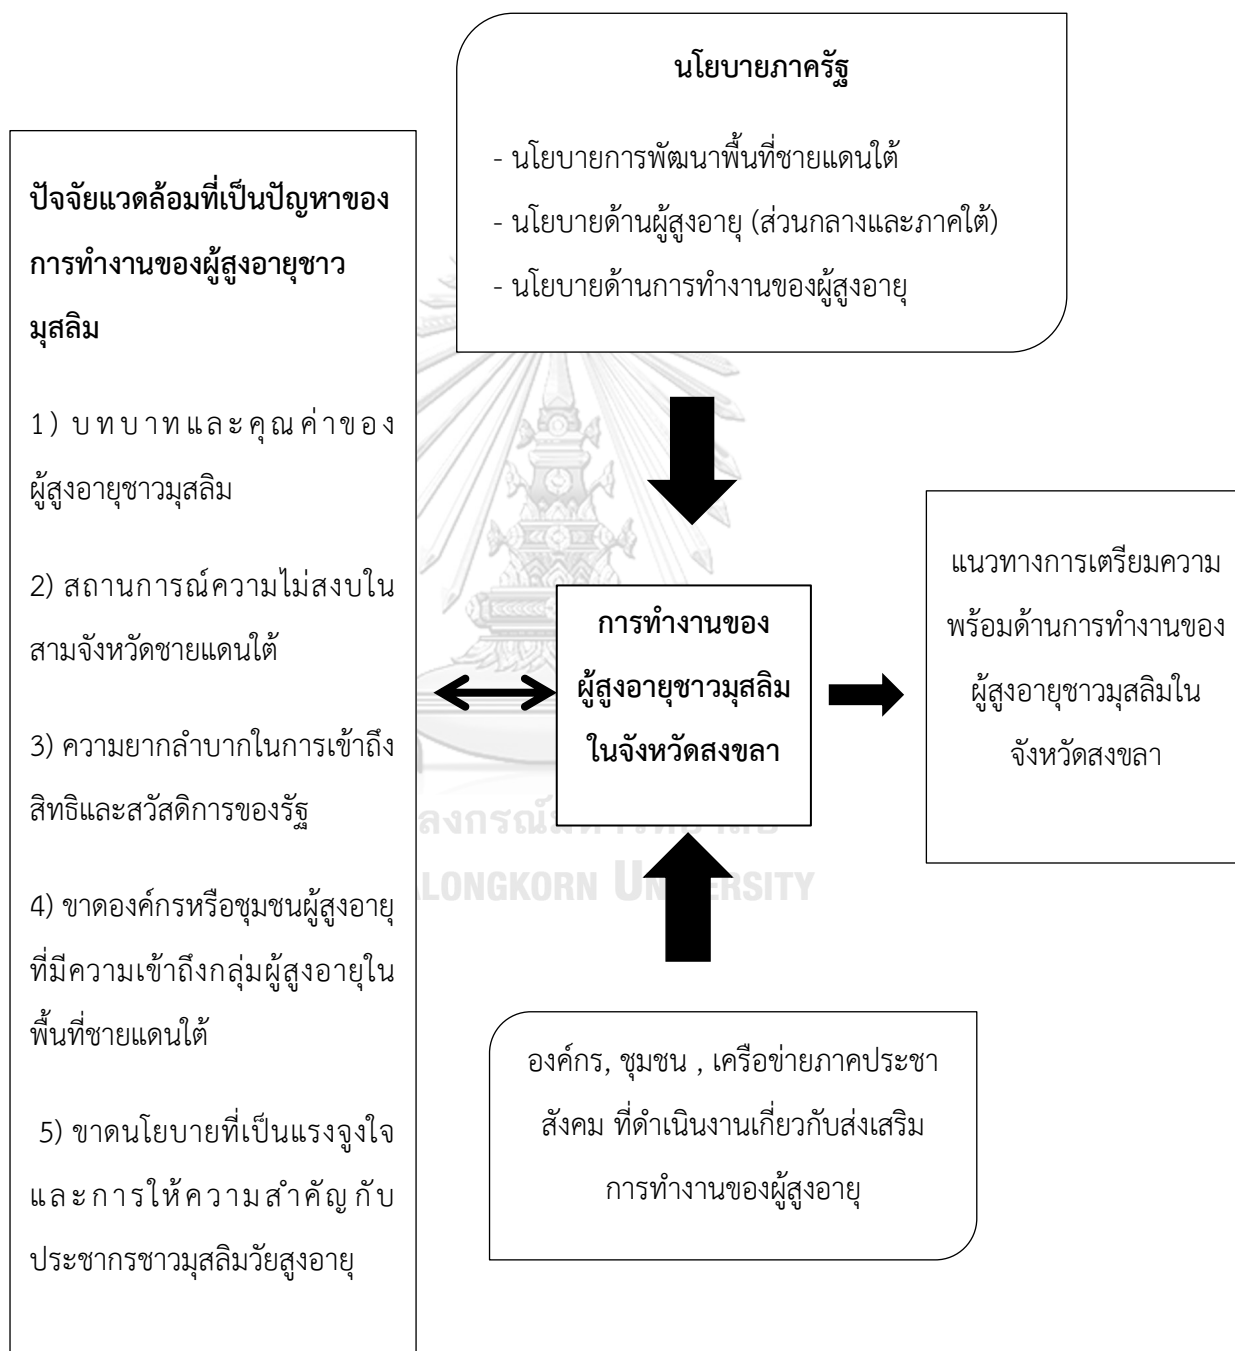 นโยบายภาครัฐ
- นโยบายการพัฒนาพื้นที่ชายแดนใต้
- นโยบายด้านผู้สูงอายุ (ส่วนกลางและภาคใต้)
- นโยบายด้านการทำงานของผู้สูงอายุ
ปัจจัยแวดล้อมที่เป็นปัญหาของ
การทำงานของผู้สูงอายุชาว
มุสลิม
1) บทบาทและคุณค่าของ
ผู้สูงอายุชาวมุสลิม
2) สถานการณ์ความไม่สงบใน
สามจังหวัดชายแดนใต้
3) ความยากลำบากในการเข้าถึง
สิทธิและสวัสดิการของรัฐ
4) ขาดองค์กรหรือชุมชนผู้สูงอายุ
ที่มีความเข้าถึงกลุ่มผู้สูงอายุใน
พื้นที่ชายแดนใต้
5) ขาดนโยบายที่เป็นแรงจูงใจ
และการให้ความสำคัญกับ
ประชากรชาวมุสลิมวัยสูงอายุ
การทำงานของ
ผู้สูงอายุชาวมุสลิม
ในจังหวัดสงขลา
แนวทางการเตรียมความ
พร้อมด้านการทำงานของ
ผู้สูงอายุชาวมุสลิมใน
จังหวัดสงขลา
องค์กร, ชุมชน , เครือข่ายภาคประชา
สังคม ที่ดำเนินงานเกี่ยวกับส่งเสริม
การทำงานของผู้สูงอายุ